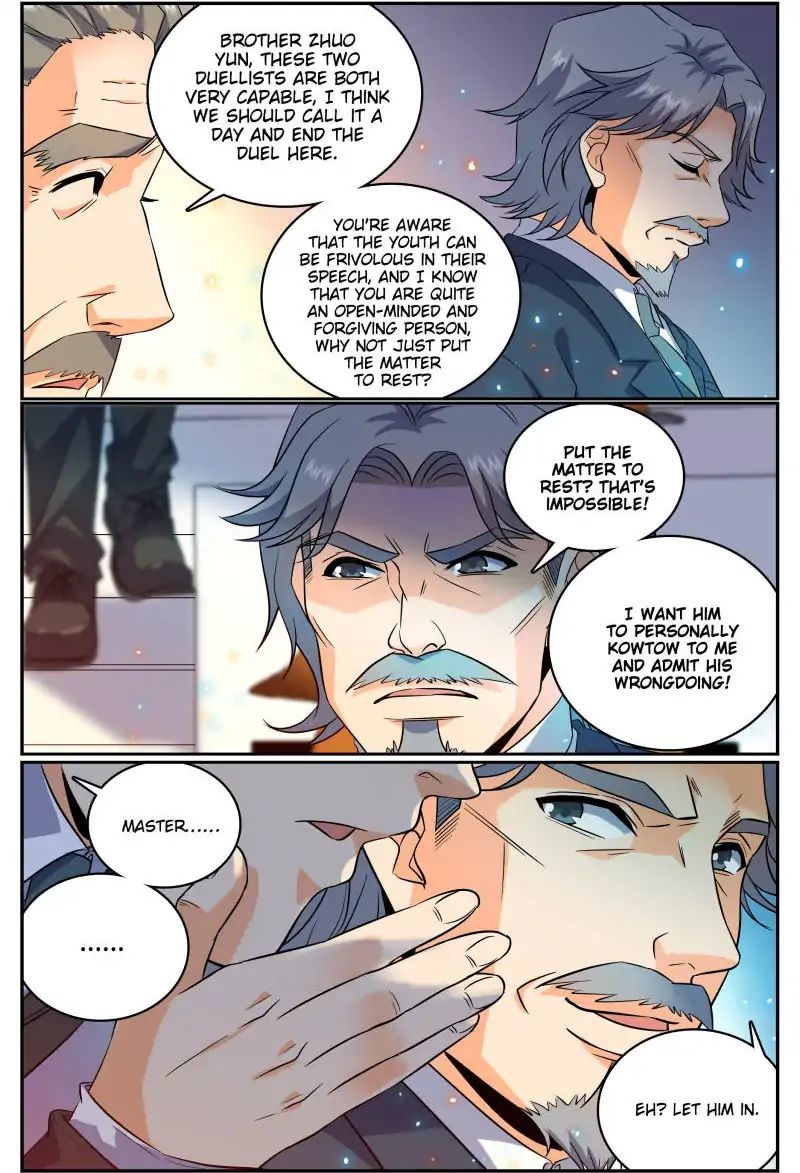 BROTHER ZHUO
YUN, THESE TWO
DUELLISTS ARE BOTH
VERY CAPABLE, I THINK
WE SHOULD CALL IT A
DAY AND END THE
DUEL HERE.
YOU'RE AWARE
THAT THE YOUTH CAN
BE FRIVOLOUS IN THEIR
SPEECH, AND I KNOW
THAT YOU ARE QUITE
AN OPEN-MINDED AND
FORGIVING PERSON,
WHY NOT JUST PUT
THE MATTER
TO REST?
PUT THE
MATTER TO
REST? THAT'S
IMPOSSIBLE!
I WANT HIM
TO PERSONALLY
KOWTOW TO ME
AND ADMIT HIS
WRONGDOING!
MASTER......
......
EH? LET HIM IN.